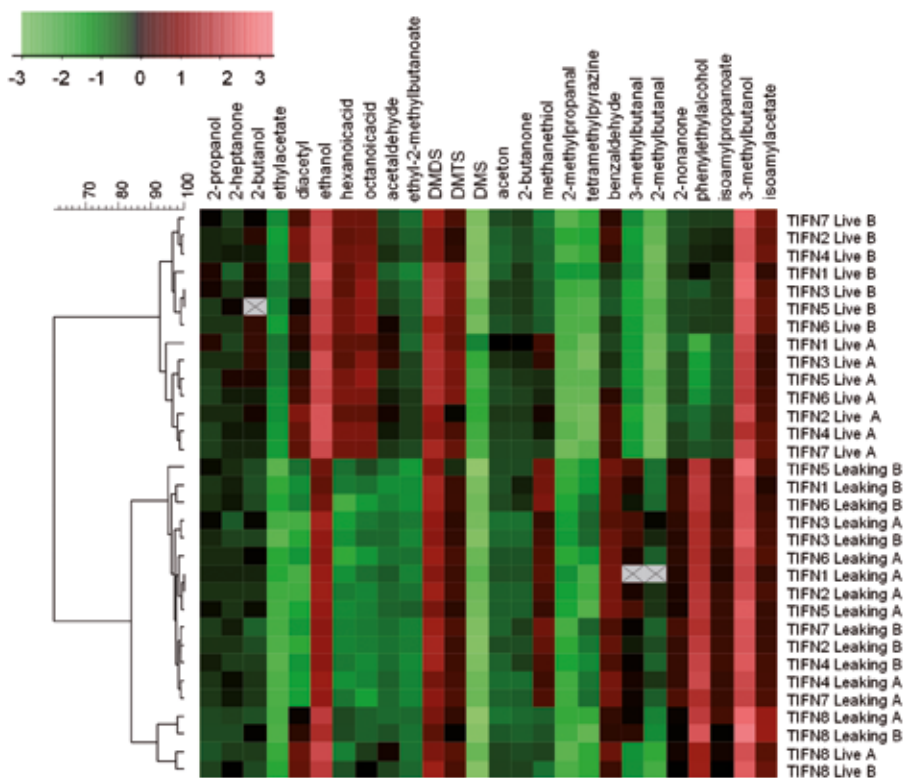 -3 -2 -1 0 1 2 3
2-propanol
2-heptanone
2-butanol
ethylacetate
diacetyl
ethanol
hexanoicacid
octanoicacid
acetaldehyde
ethyl-2-methylbutanoate
DMDS
DMTS
DMS
aceton
2-butanone
methanethiol
2-methylpropanal
tetramethylpyrazine
benzaldehyde
3-methylbutanal
2-methylbutanal
2-nonanone
phenylethylalcohol
isoamylpropanoate
3-methylbutanol
isoamylacetate
70 80 90 100
TIFN7 Live B
TIFN2 Live B
TIFN4 Live B
TIFN1 Live B
TIFN3 Live B
TIFN5 Live B
TIFN6 Live B
TIFN1 Live A
TIFN3 Live A
TIFN5 Live A
TIFN6 Live A
TIFN2 Live A
TIFN4 Live A
TIFN7 Live A
TIFN5 Leaking B
TIFN1 Leaking B
TIFN6 Leaking B
TIFN3 Leaking A
TIFN3 Leaking B
TIFN6 Leaking A
TIFN1 Leaking A
TIFN2 Leaking A
TIFN5 Leaking A
TIFN7 Leaking B
TIFN2 Leaking B
TIFN4 Leaking B
TIFN4 Leaking A
TIFN7 Leaking A
TIFN8 Leaking A
TIFN8 Leaking B
TIFN8 Live A
TIFN8 Live B